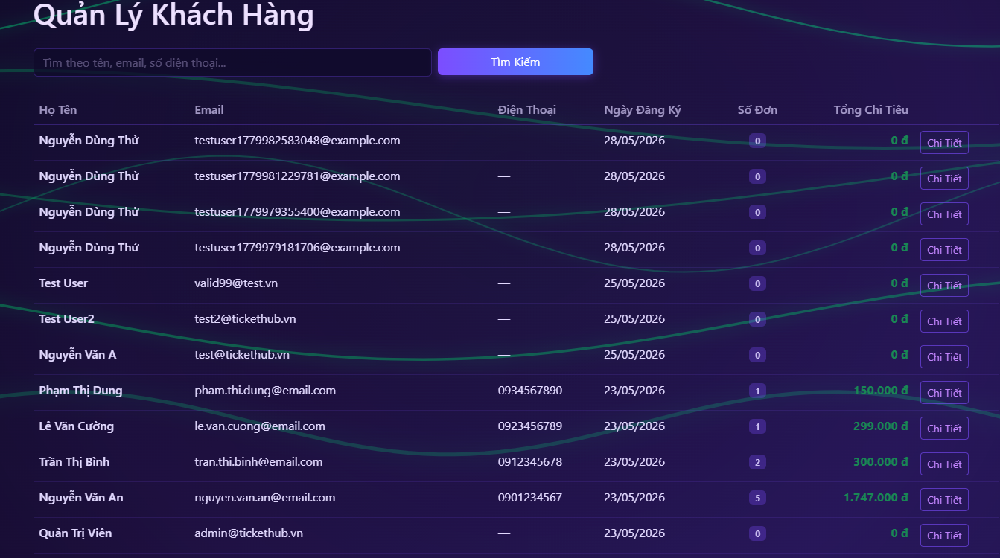 Quản Lý Khách Hàng
Tìm theo tên, email, số điện thoại... Tìm Kiếm
Họ Tên Email Điện Thoại Ngày Đăng Ký Số Đơn Tổng Chi Tiêu
Nguyễn Dùng Thử testuser1779982583048@example.com — 28/05/2026 0 0 đ Chi Tiết
Nguyễn Dùng Thử testuser1779981229781@example.com — 28/05/2026 0 0 đ Chi Tiết
Nguyễn Dùng Thử testuser1779979355400@example.com — 28/05/2026 0 0 đ Chi Tiết
Nguyễn Dùng Thử testuser1779979181706@example.com — 28/05/2026 0 0 đ Chi Tiết
Test User valid99@test.vn — 25/05/2026 0 0 đ Chi Tiết
Test User2 test2@tickethub.vn — 25/05/2026 0 0 đ Chi Tiết
Nguyễn Văn A test@tickethub.vn — 25/05/2026 0 0 đ Chi Tiết
Phạm Thị Dung pham.thi.dung@email.com 0934567890 23/05/2026 1 150.000 đ Chi Tiết
Lê Văn Cường le.van.cuong@email.com 0923456789 23/05/2026 1 299.000 đ Chi Tiết
Trần Thị Bình tran.thi.binh@email.com 0912345678 23/05/2026 2 300.000 đ Chi Tiết
Nguyễn Văn An nguyen.van.an@email.com 0901234567 23/05/2026 5 1.747.000 đ Chi Tiết
Quản Trị Viên admin@tickethub.vn — 23/05/2026 0 0 đ Chi Tiết